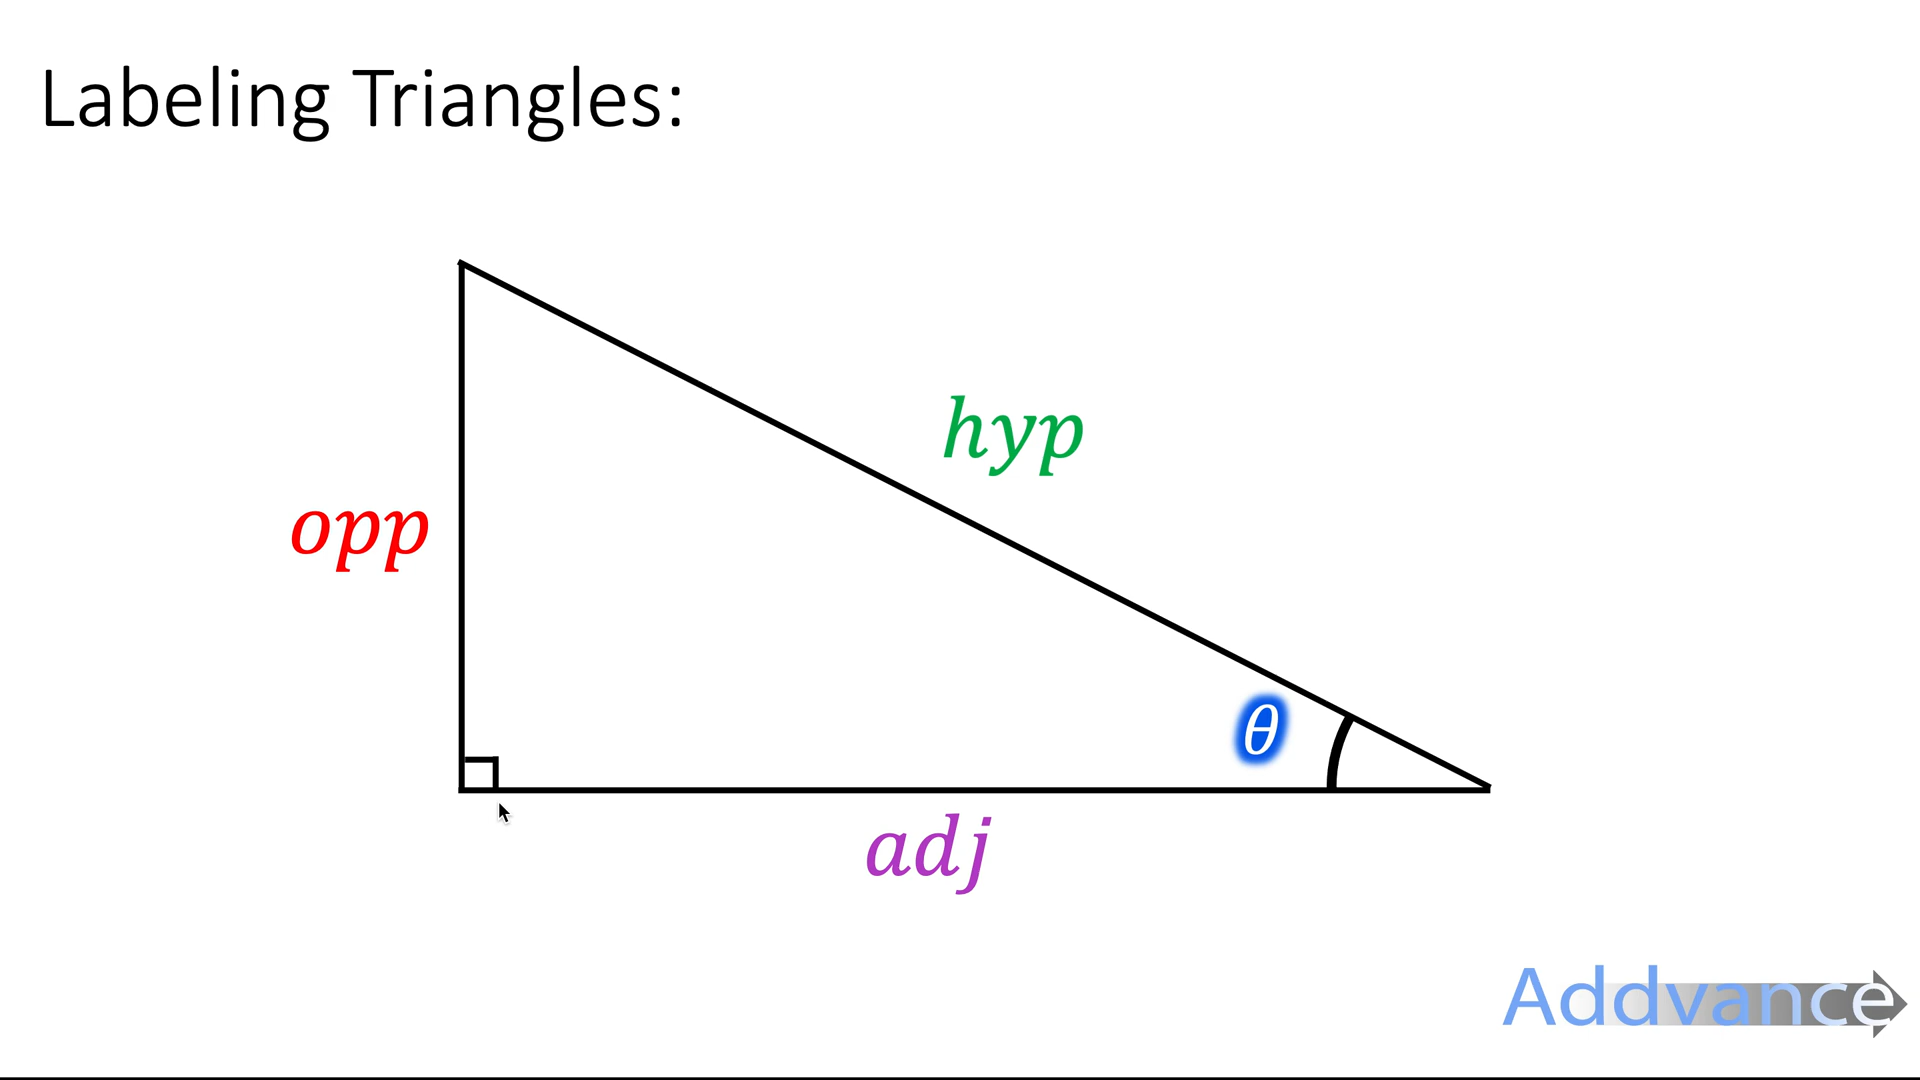 Labeling Triangles:
hyp
opp
θ
adj
Addvance